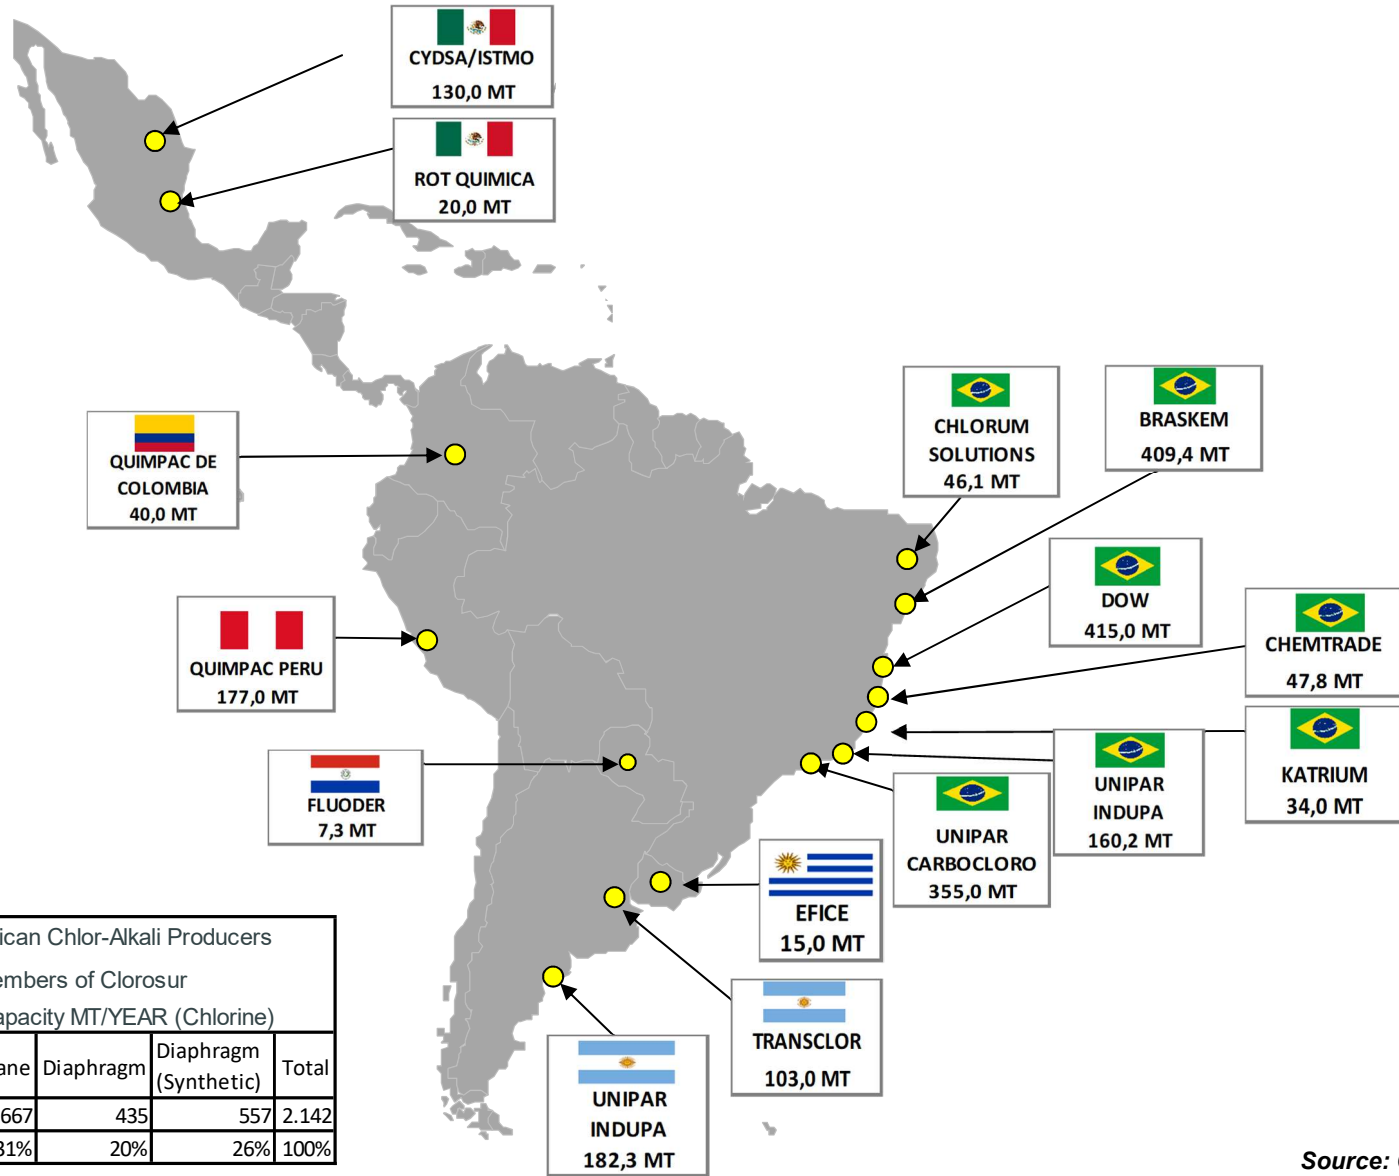 CYDSA/ISTMO
130,0 MT
ROT QUIMICA
20,0 MT
QUIMPAC DE
COLOMBIA
40,0 MT
CHLORUM
SOLUTIONS
46,1 MT
BRASKEM
409,4 MT
DOW
415,0 MT
CHEMTRADE
47,8 MT
QUIMPAC PERU
177,0 MT
KATRIUM
34,0 MT
FLUODER
7,3 MT
UNIPAR
INDUPA
160,2 MT
UNIPAR
CARBOCLORO
355,0 MT
EFICE
15,0 MT
TRANSCLOR
103,0 MT
UNIPAR
INDUPA
182,3 MT
ican Chlor-Alkali Producers
embers of Clorosur
apacity MT/YEAR (Chlorine)
ane Diaphragm Diaphragm (Synthetic) Total
667 435 557 2.142
31% 20% 26% 100%
Source: